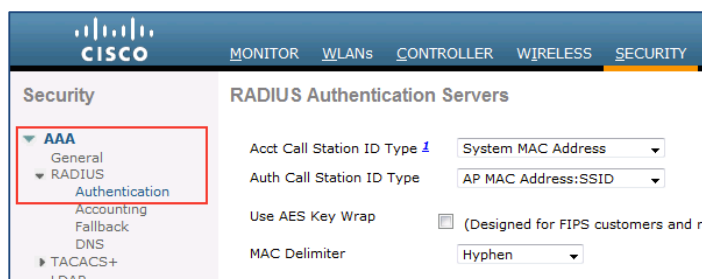 CISCO
MONITOR WLANs CONTROLLER WIRELESS SECURITY
Security
AAA
General
RADIUS
Authentication
Accounting
Fallback
DNS
TACACS+
LDAP
RADIUS Authentication Servers
Acct Call Station ID Type 1 System MAC Address
Auth Call Station ID Type AP MAC Address:SSID
Use AES Key Wrap (Designed for FIPS customers and
MAC Delimiter Hyphen